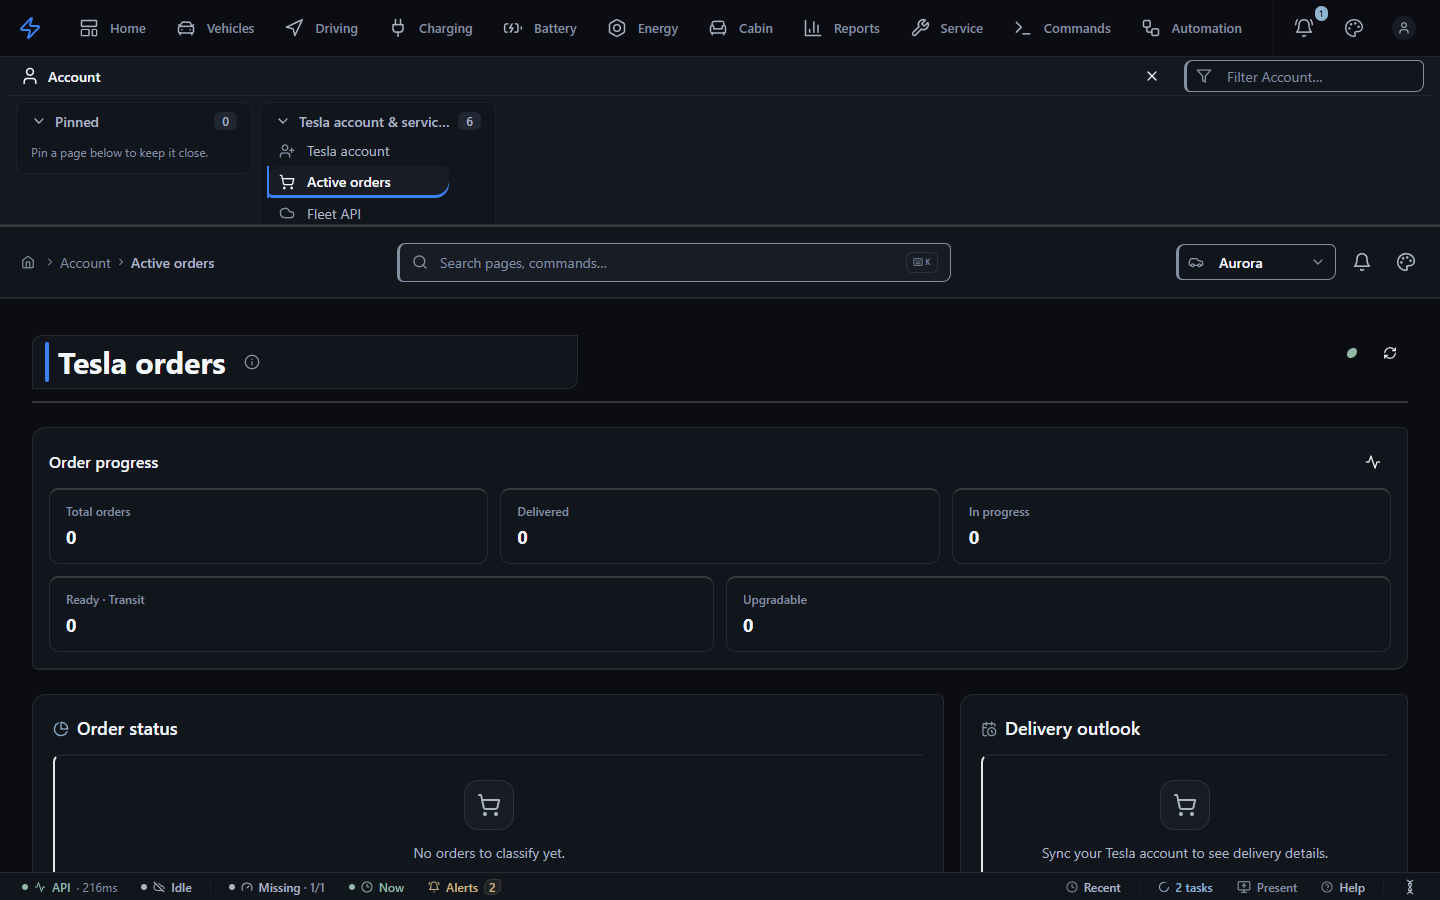 Home Vehicles Driving Charging Battery Energy Cabin Reports Service Commands Automation 1
Account Filter Account...
Pinned 0
Pin a page below to keep it close.
Tesla account & servic... 6
Tesla account
Active orders
Fleet API
Account Active orders Search pages, commands... K Aurora
Tesla orders
Order progress
Total orders
0
Delivered
0
In progress
0
Ready · Transit
0
Upgradable
0
Order status
No orders to classify yet.
Delivery outlook
Sync your Tesla account to see delivery details.
API · 216ms Idle Missing · 1/1 Now Alerts 2 Recent 2 tasks Present Help